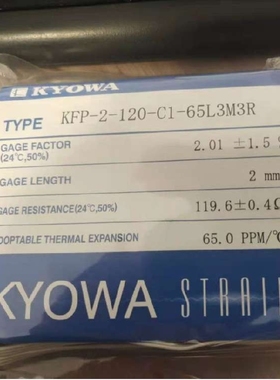 KYOWA
TYPE KFP-2-120-C1-65L3M3R
GAGE FACTOR 2.01 ±1.5
(24℃,50%)
GAGE LENGTH 2 mm
GAGE RESISTANCE(24℃,50%) 119.6±0.4Ω
ADOPTABLE THERMAL EXPANSION 65.0 PPM/℃
KYOWA STRAI